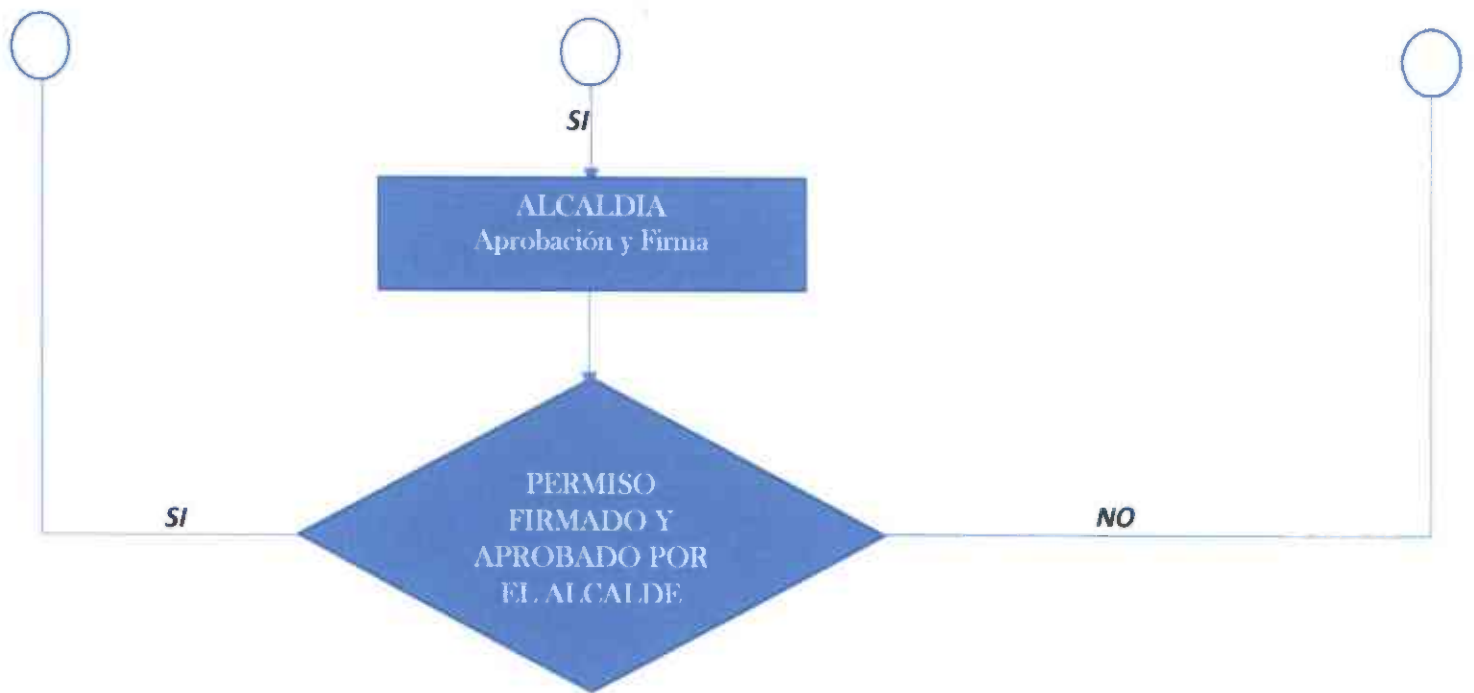 SI
ALCALDIA
Aprobación y Firma
PERMISO
FIRMADO Y
APROBADO POR
EL ALCALDE
SI
NO